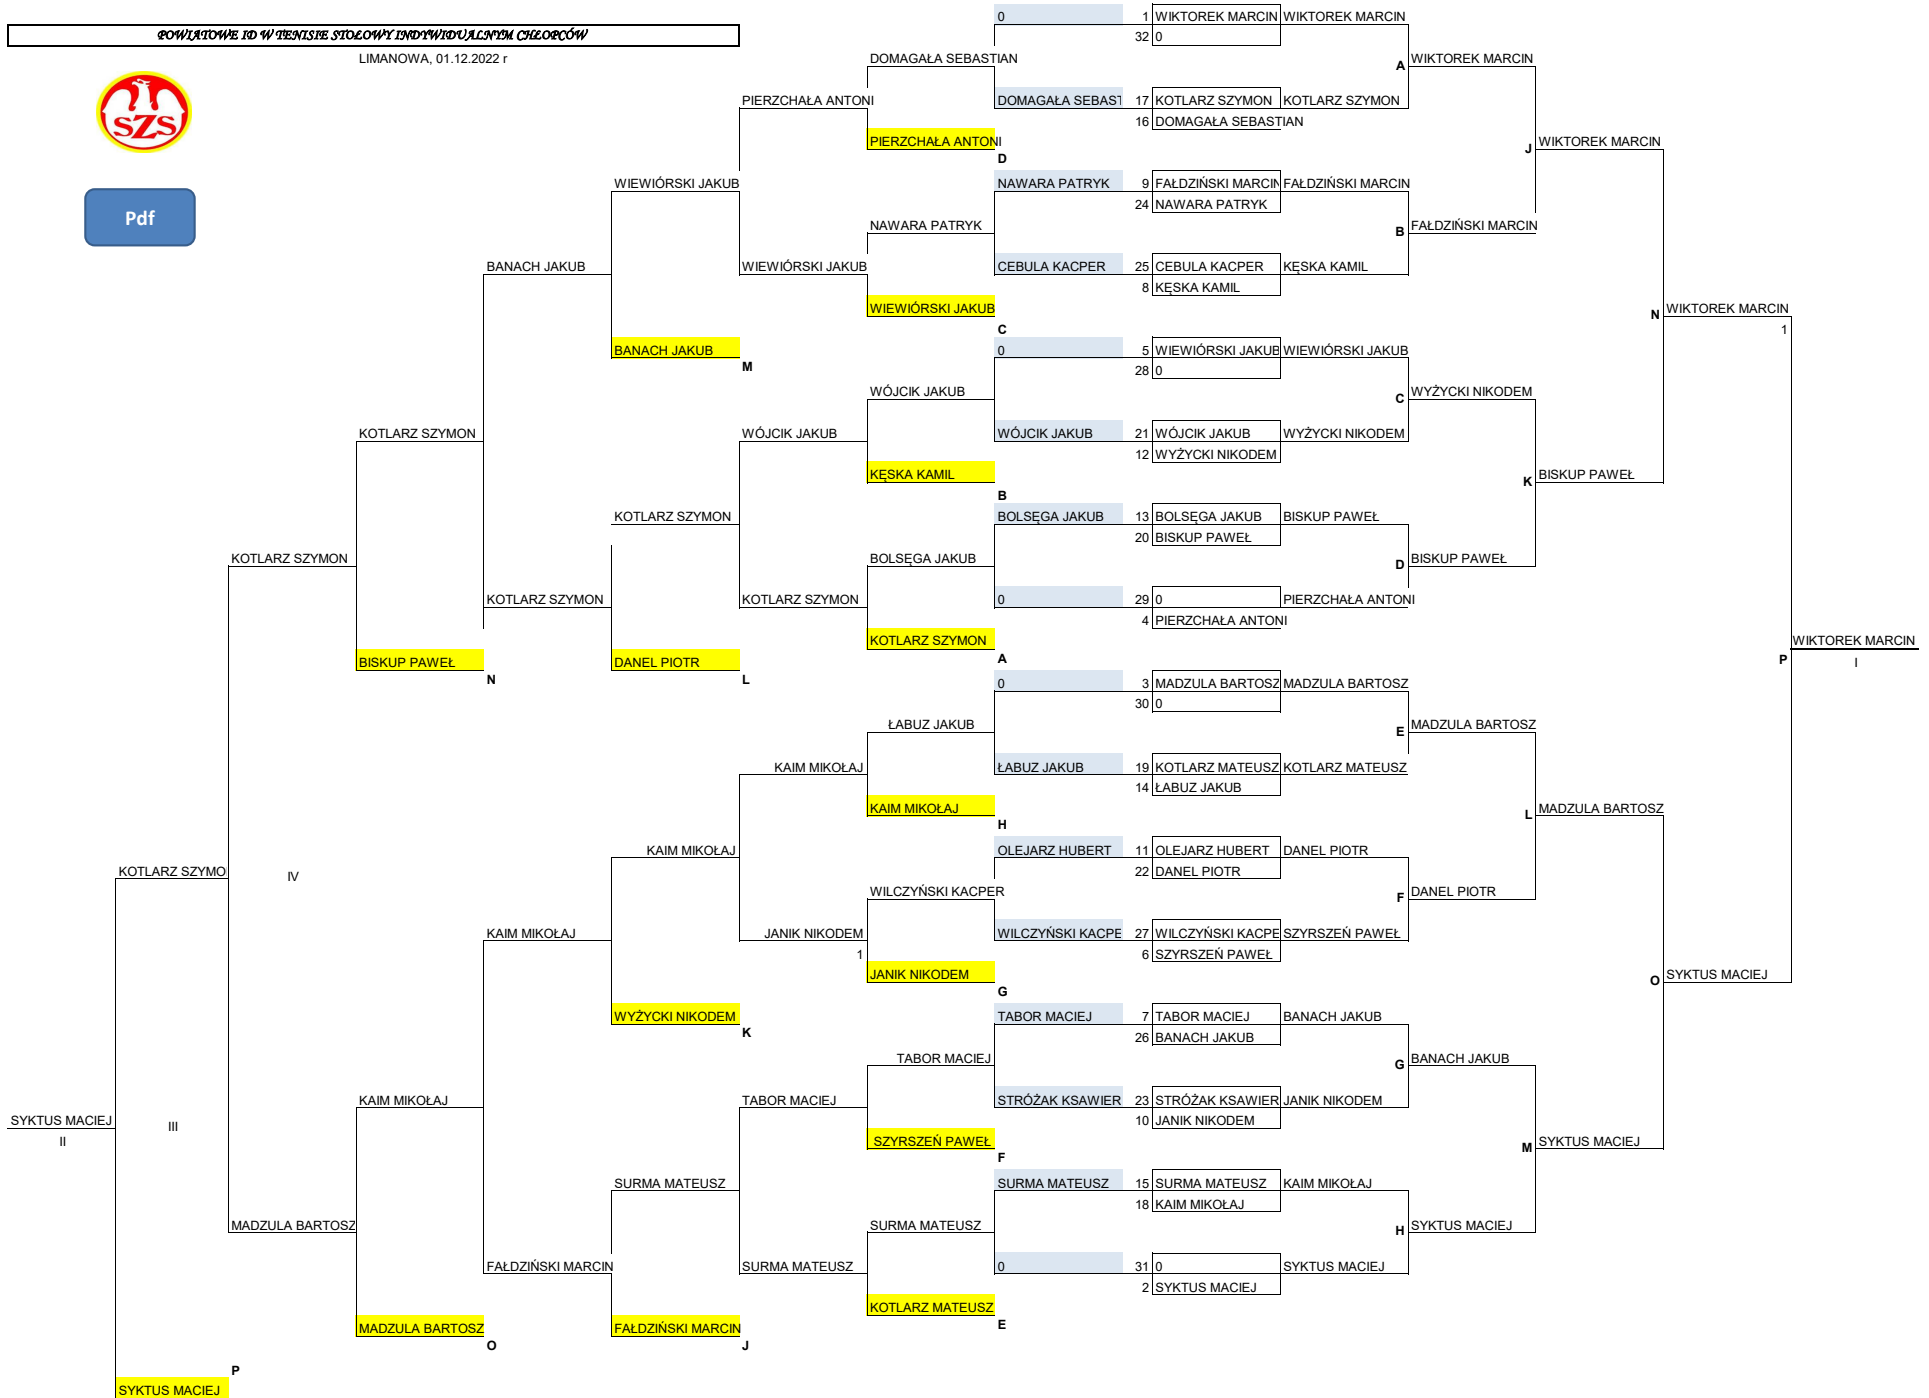 0 1 WIKTOREK MARCIN WIKTOREK MARCIN
POWIATOWE ID W TENISIE STOŁOWY INDYWIDUALNYM CHŁOPCÓW
32 0
LIMANOWA, 01.12.2022 r
DOMAGAŁA SEBASTIAN A WIKTOREK MARCIN
SZS
PIERZCHAŁA ANTONI DOMAGAŁA SEBAST 17 KOTLARZ SZYMON KOTLARZ SZYMON
16 DOMAGAŁA SEBASTIAN
PIERZCHAŁA ANTONI J WIKTOREK MARCIN
D
WIEWIÓRSKI JAKUB NAWARA PATRYK 9 FAŁDZIŃSKI MARCIN FAŁDZIŃSKI MARCIN
24 NAWARA PATRYK
Pdf
NAWARA PATRYK B FAŁDZIŃSKI MARCIN
BANACH JAKUB WIEWIÓRSKI JAKUB CEBULA KACPER 25 CEBULA KACPER KĘSKA KAMIL
8 KĘSKA KAMIL
WIEWIÓRSKI JAKUB N WIKTOREK MARCIN
C 1
BANACH JAKUB 0 5 WIEWIÓRSKI JAKUB WIEWIÓRSKI JAKUB
M 28 0
WÓJCIK JAKUB C WYŻYCKI NIKODEM
KOTLARZ SZYMON WÓJCIK JAKUB WÓJCIK JAKUB 21 WÓJCIK JAKUB WYŻYCKI NIKODEM
12 WYŻYCKI NIKODEM
KĘSKA KAMIL K BISKUP PAWEŁ
B
KOTLARZ SZYMON BOLSĘGA JAKUB 13 BOLSĘGA JAKUB BISKUP PAWEŁ
20 BISKUP PAWEŁ
KOTLARZ SZYMON BOLSĘGA JAKUB D BISKUP PAWEŁ
KOTLARZ SZYMON KOTLARZ SZYMON 0 29 0 PIERZCHAŁA ANTONI
4 PIERZCHAŁA ANTONI
KOTLARZ SZYMON WIKTOREK MARCIN
BISKUP PAWEŁ DANEL PIOTR A P I
N L 0 3 MADZULA BARTOSZ MADZULA BARTOSZ
30 0
ŁABUZ JAKUB E MADZULA BARTOSZ
KAIM MIKOŁAJ ŁABUZ JAKUB 19 KOTLARZ MATEUSZ KOTLARZ MATEUSZ
14 ŁABUZ JAKUB
KAIM MIKOŁAJ L MADZULA BARTOSZ
H
KAIM MIKOŁAJ OLEJARZ HUBERT 11 OLEJARZ HUBERT DANEL PIOTR
KOTLARZ SZYMO IV 22 DANEL PIOTR
WILCZYŃSKI KACPER F DANEL PIOTR
KAIM MIKOŁAJ JANIK NIKODEM WILCZYŃSKI KACPE 27 WILCZYŃSKI KACPE SZYRSZEŃ PAWEŁ
1 6 SZYRSZEŃ PAWEŁ
JANIK NIKODEM O SYKTUS MACIEJ
G
WYŻYCKI NIKODEM TABOR MACIEJ 7 TABOR MACIEJ BANACH JAKUB
K 26 BANACH JAKUB
TABOR MACIEJ G BANACH JAKUB
KAIM MIKOŁAJ TABOR MACIEJ STRÓŻAK KSAWIER 23 STRÓŻAK KSAWIER JANIK NIKODEM
SYKTUS MACIEJ III 10 JANIK NIKODEM
II SZYRSZEŃ PAWEŁ M SYKTUS MACIEJ
F
SURMA MATEUSZ SURMA MATEUSZ 15 SURMA MATEUSZ KAIM MIKOŁAJ
18 KAIM MIKOŁAJ
MADZULA BARTOSZ SURMA MATEUSZ H SYKTUS MACIEJ
FAŁDZIŃSKI MARCIN SURMA MATEUSZ 0 31 0 SYKTUS MACIEJ
2 SYKTUS MACIEJ
KOTLARZ MATEUSZ
MADZULA BARTOSZ FAŁDZIŃSKI MARCIN E
O J
P
SYKTUS MACIEJ